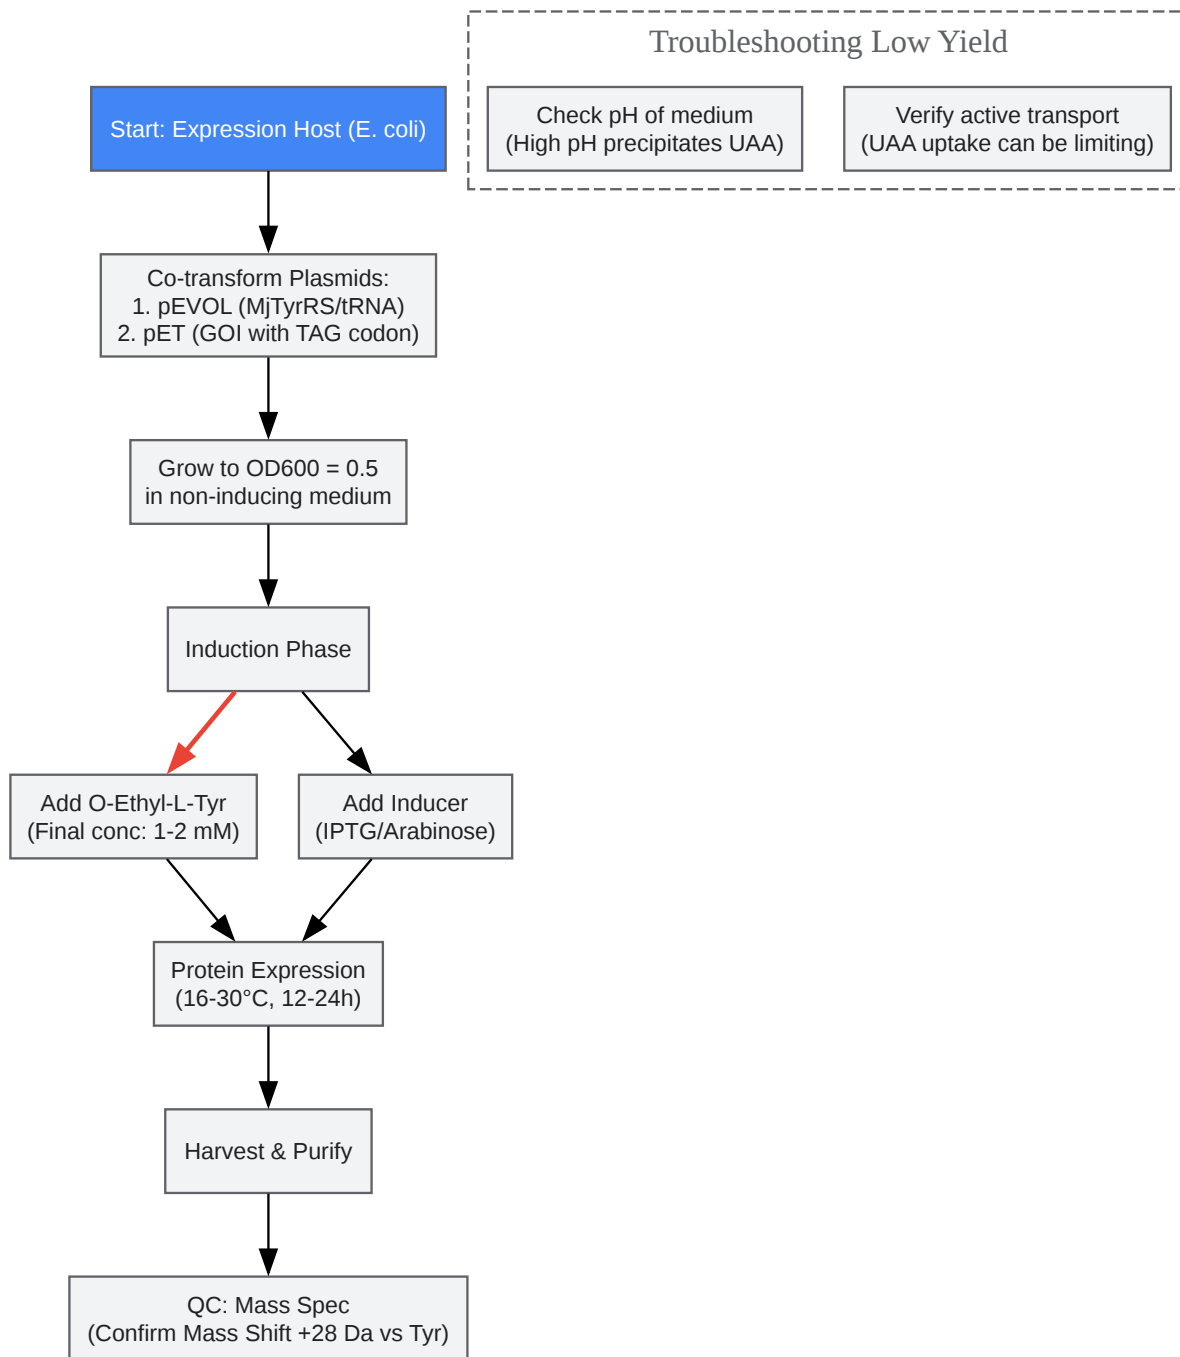 Troubleshooting Low Yield
Start: Expression Host (E. coli)
Check pH of medium
(High pH precipitates UAA)
Verify active transport
(UAA uptake can be limiting)
Co-transform Plasmids:
1. pEVOL (MjTyrRS/tRNA)
2. pET (GOI with TAG codon)
Grow to OD600 = 0.5
in non-inducing medium
Induction Phase
Add O-Ethyl-L-Tyr
(Final conc: 1-2 mM)
Add Inducer
(IPTG/Arabinose)
Protein Expression
(16-30°C, 12-24h)
Harvest & Purify
QC: Mass Spec
(Confirm Mass Shift +28 Da vs Tyr)